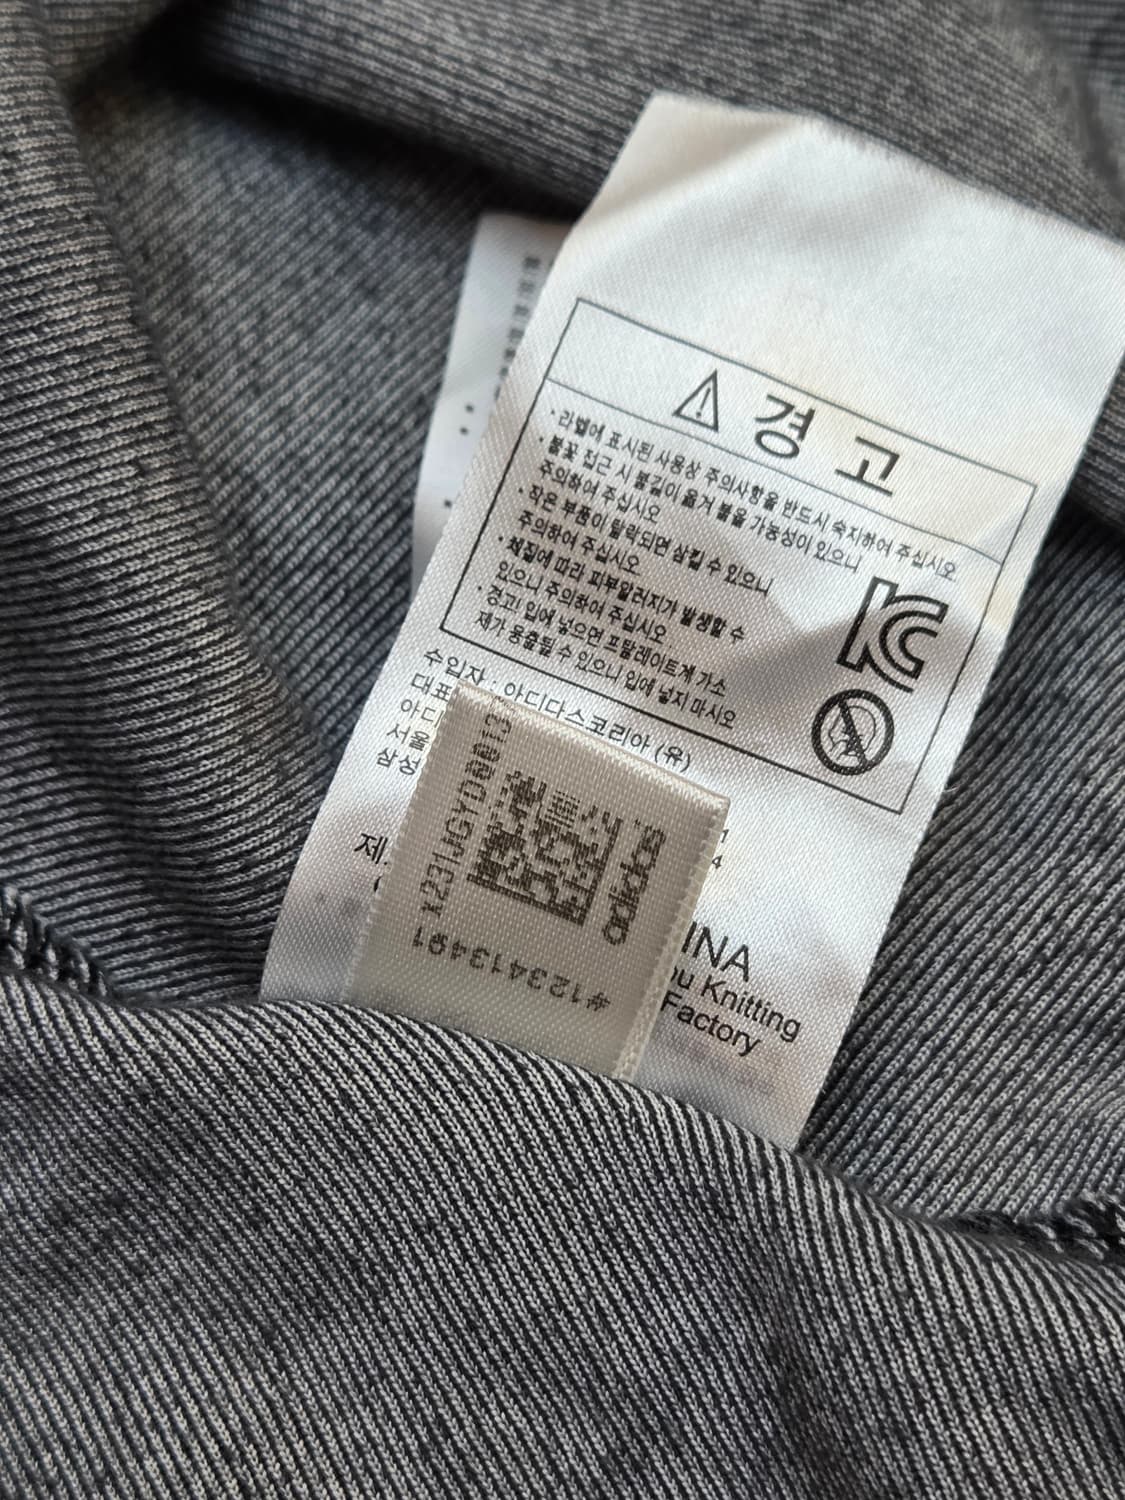 경고
· 라벨에 표시된 사용상 주의사항을 반드시 숙지하여 주십시오
· 불꽃 접근 시 불길이 옮겨 붙을 가능성이 있으니
주의하여 주십시오
· 작은 부품이 탈락되면 삼킬 수 있으니
주의하여 주십시오
· 체질에 따라 피부알러지가 발생할 수
있으니 주의하여 주십시오
· 경고! 입에 넣으면 프탈레이트계 가소
제가 용출될 수 있으니 입에 넣지 마시오
수입자 : 아디다스코리아 (유)
대표
아디
서울
삼성
제
INA
ou Knitting
Factory
adidas
X231JGYD0013
#123413491